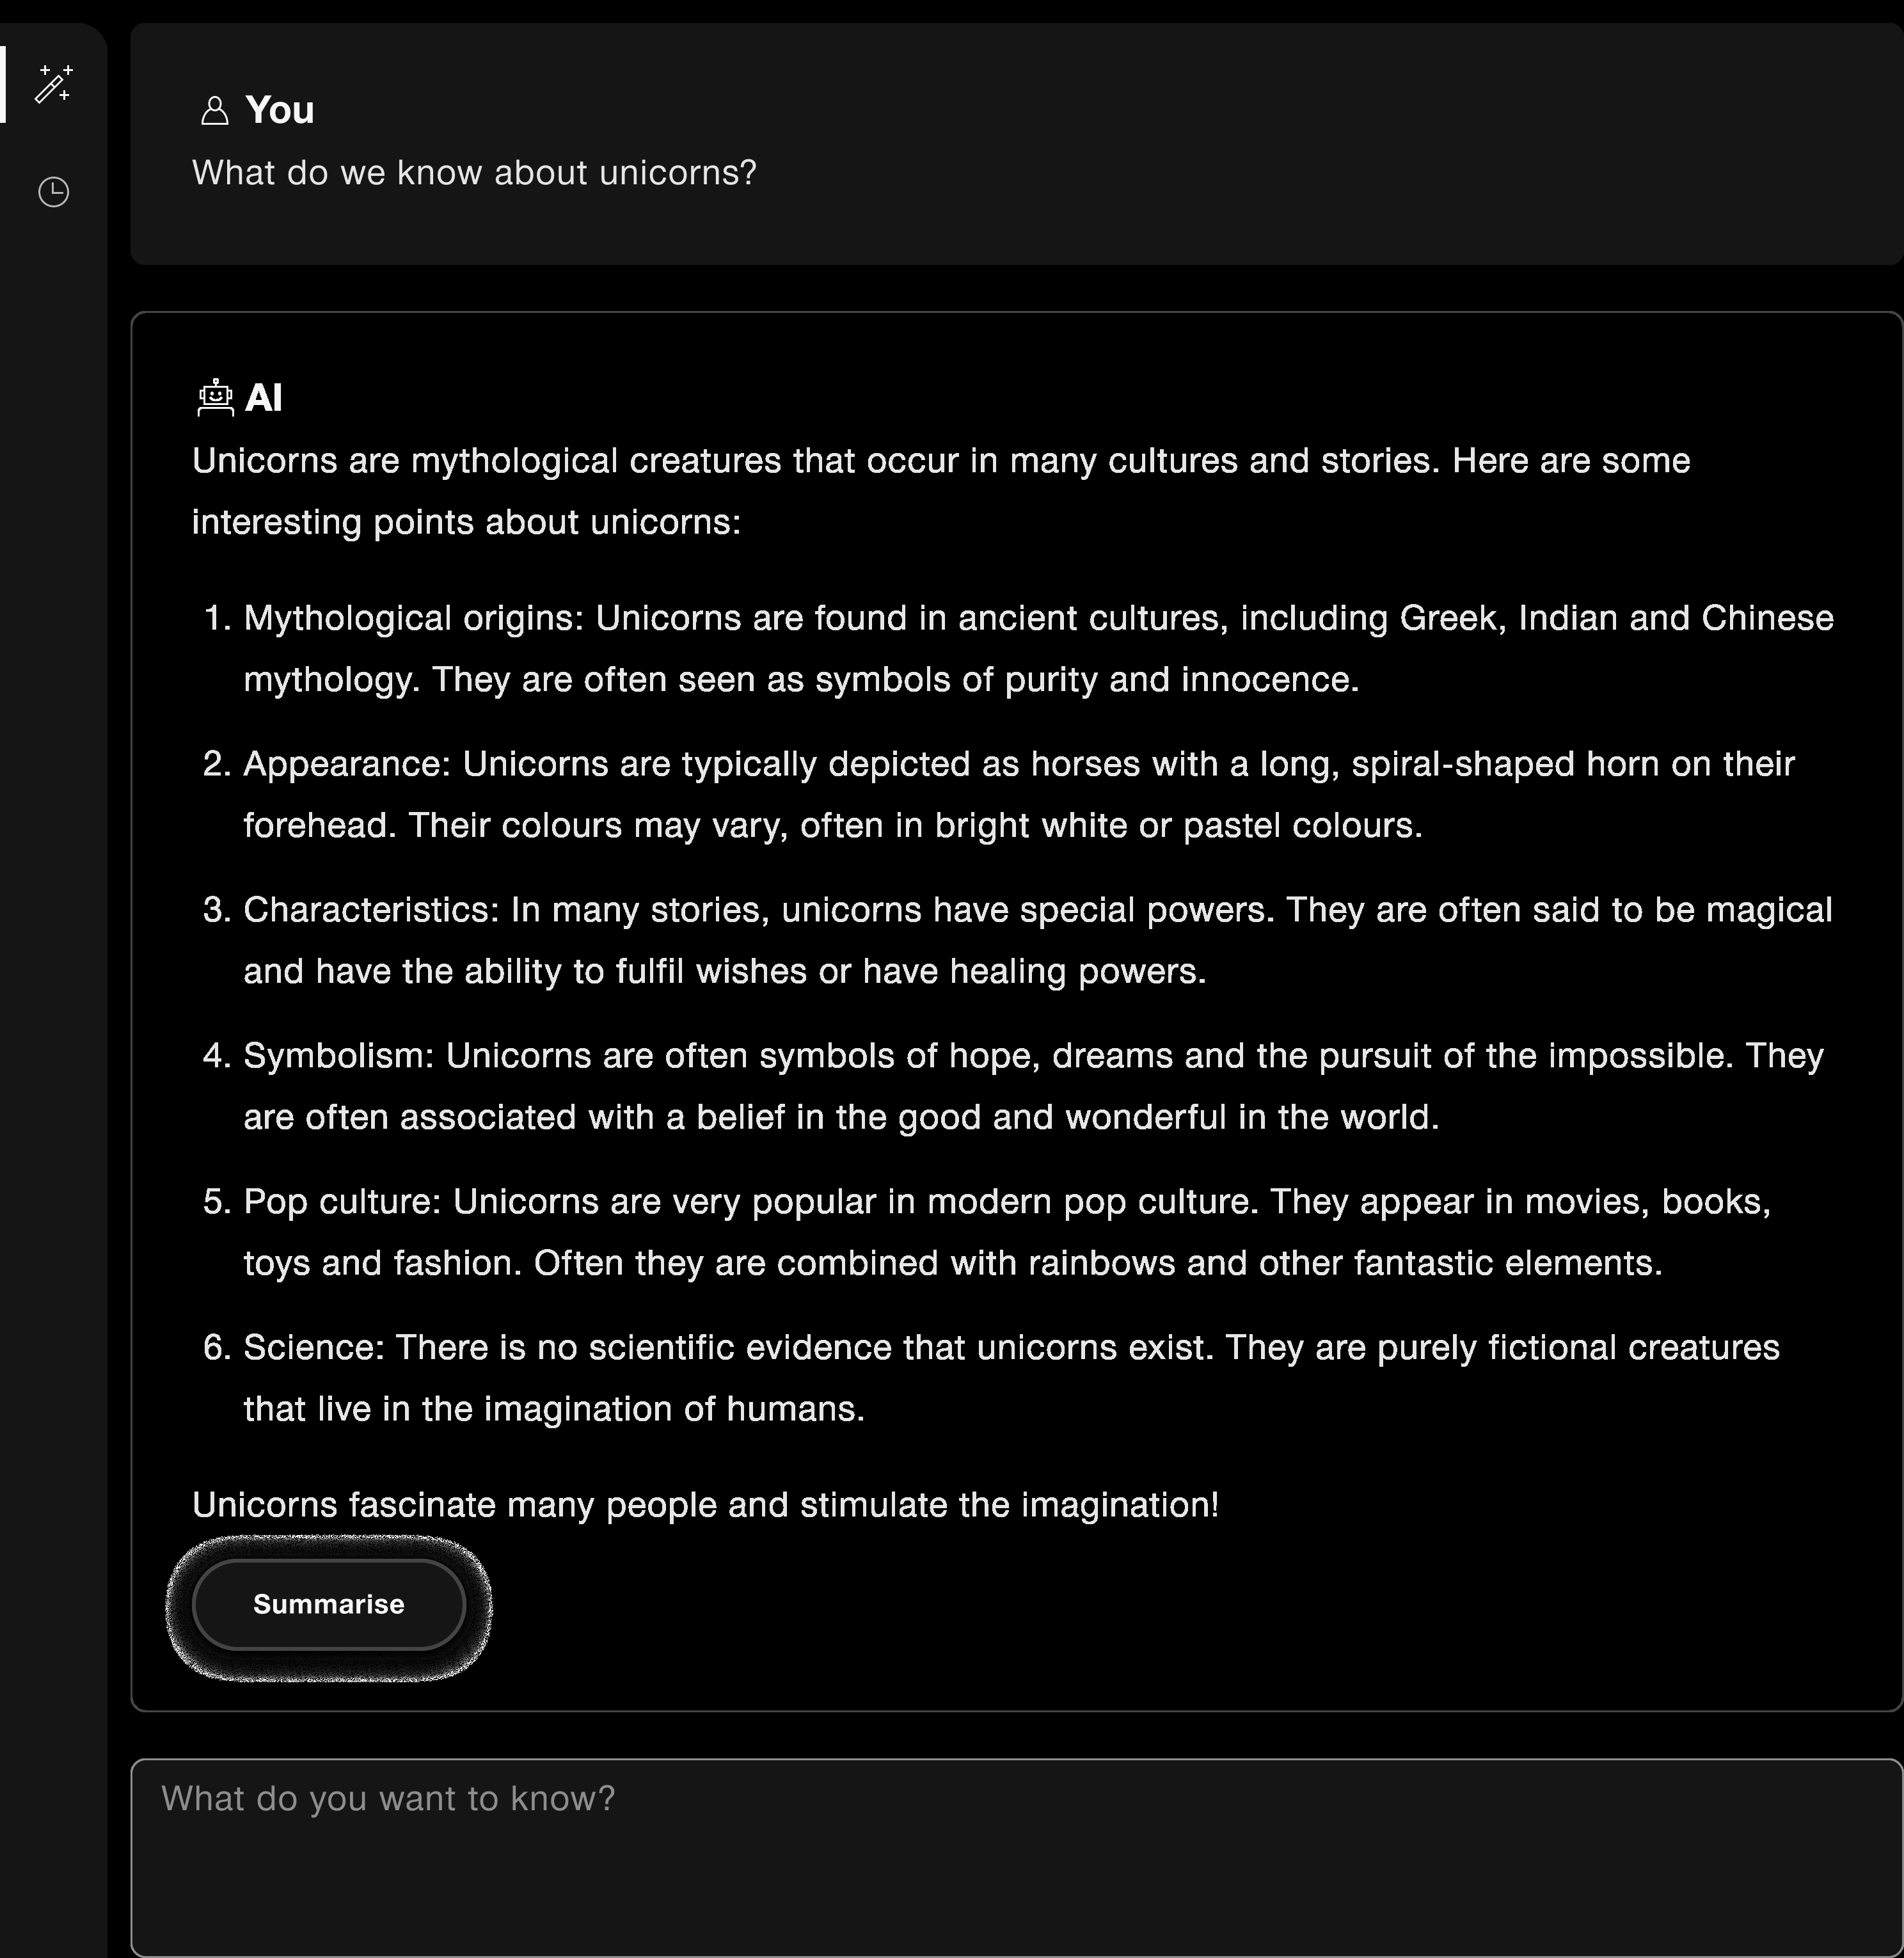 You
What do we know about unicorns?
AI
Unicorns are mythological creatures that occur in many cultures and stories. Here are some
interesting points about unicorns:
1. Mythological origins: Unicorns are found in ancient cultures, including Greek, Indian and Chinese
mythology. They are often seen as symbols of purity and innocence.
2. Appearance: Unicorns are typically depicted as horses with a long, spiral-shaped horn on their
forehead. Their colours may vary, often in bright white or pastel colours.
3. Characteristics: In many stories, unicorns have special powers. They are often said to be magical
and have the ability to fulfil wishes or have healing powers.
4. Symbolism: Unicorns are often symbols of hope, dreams and the pursuit of the impossible. They
are often associated with a belief in the good and wonderful in the world.
5. Pop culture: Unicorns are very popular in modern pop culture. They appear in movies, books,
toys and fashion. Often they are combined with rainbows and other fantastic elements.
6. Science: There is no scientific evidence that unicorns exist. They are purely fictional creatures
that live in the imagination of humans.
Unicorns fascinate many people and stimulate the imagination!
Summarise
What do you want to know?